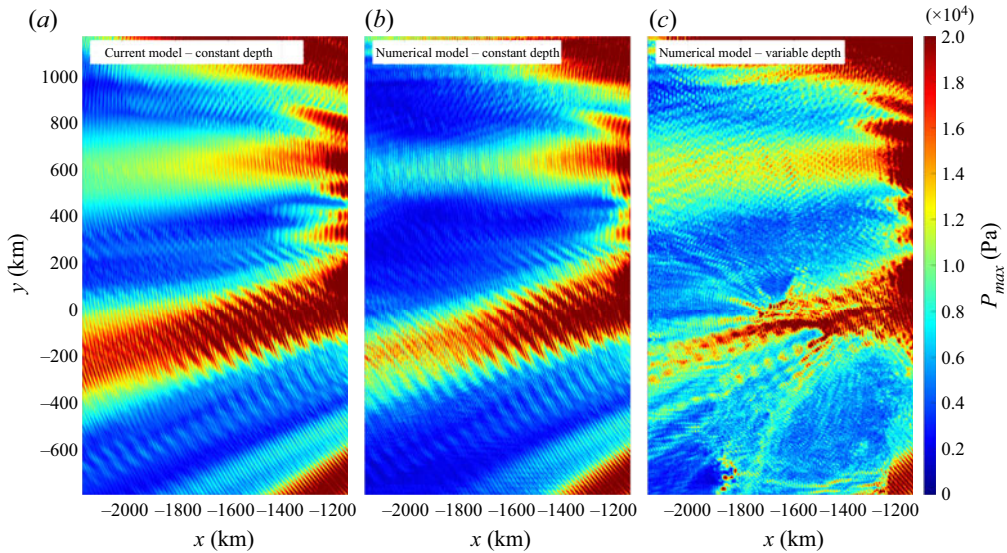 (a)
(b)
(c)
(×10⁴)
Current model – constant depth
Numerical model – constant depth
Numerical model – variable depth
1000
800
600
400
200
0
–200
–400
–600
y (km)
2.0
1.8
1.6
1.4
1.2
1.0
0.8
0.6
0.4
0.2
0
P_max (Pa)
–2000 –1800 –1600 –1400 –1200
–2000 –1800 –1600 –1400 –1200
–2000 –1800 –1600 –1400 –1200
x (km)
x (km)
x (km)